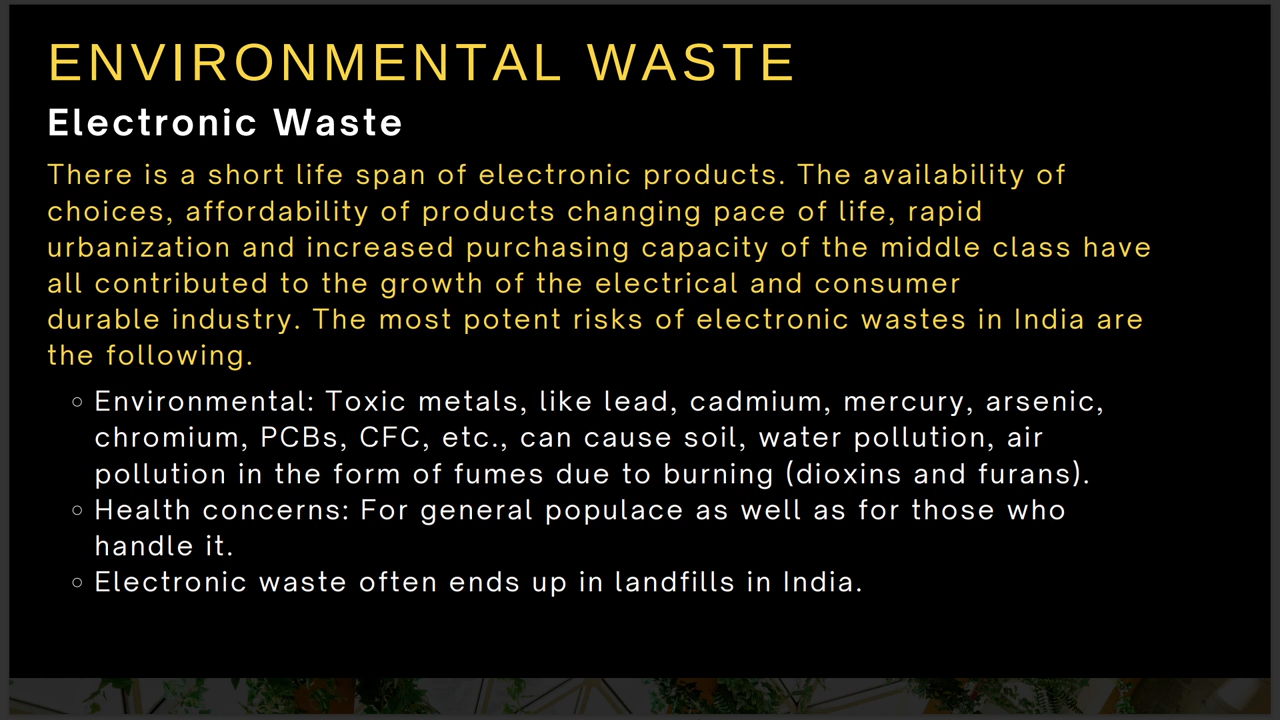 ENVIRONMENTAL WASTE
Electronic Waste
There is a short life span of electronic products. The availability of
choices, affordability of products changing pace of life, rapid
urbanization and increased purchasing capacity of the middle class have
all contributed to the growth of the electrical and consumer
durable industry. The most potent risks of electronic wastes in India are
the following.
Environmental: Toxic metals, like lead, cadmium, mercury, arsenic,
chromium, PCBs, CFC, etc., can cause soil, water pollution, air
pollution in the form of fumes due to burning (dioxins and furans).
Health concerns: For general populace as well as for those who
handle it.
Electronic waste often ends up in landfills in India.